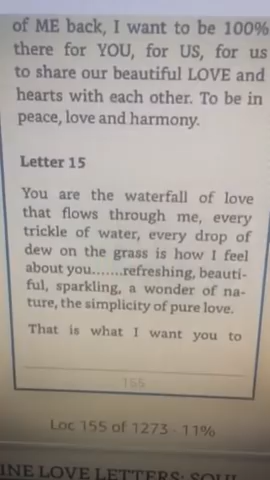 of ME back, I want to be 100%
there for YOU, for US, for us
to share our beautiful LOVE and
hearts with each other. To be in
peace, love and harmony.
Letter 15
You are the waterfall of love
that flows through me, every
trickle of water, every drop of
dew on the grass is how I feel
about you.......refreshing, beauti-
ful, sparkling, a wonder of na-
ture, the simplicity of pure love.
That is what I want you to
155
Loc 155 of 1273 - 11%
INE LOVE LETTERS: SOUL